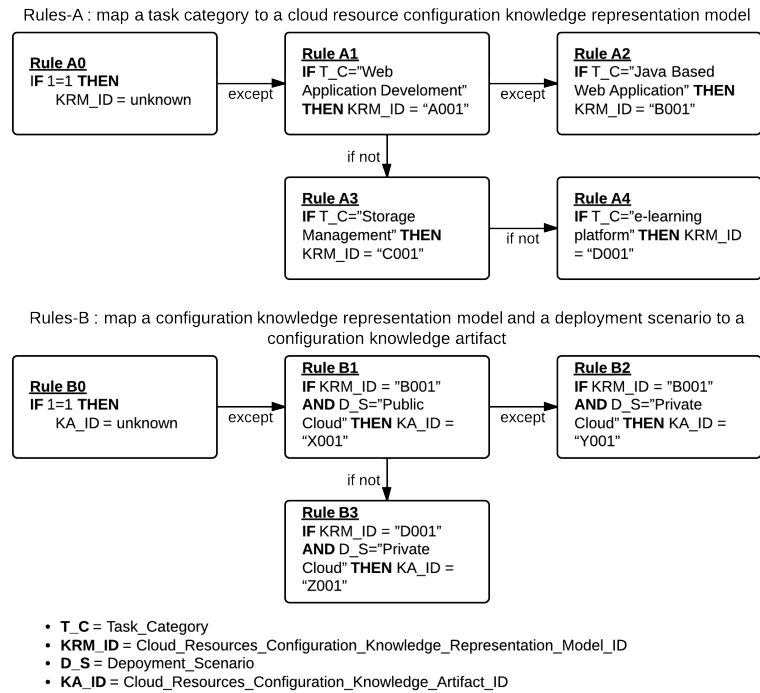 Rules-A : map a task category to a cloud resource configuration knowledge representation model
Rule A0
IF 1=1 THEN
KRM_ID = unknown
except
Rule A1
IF T_C=”Web
Application Develoment”
THEN KRM_ID = “A001”
except
Rule A2
IF T_C=”Java Based
Web Application” THEN
KRM_ID = “B001”
if not
Rule A3
IF T_C=”Storage
Management” THEN
KRM_ID = “C001”
if not
Rule A4
IF T_C=”e-learning
platform” THEN KRM_ID
= “D001”
Rules-B : map a configuration knowledge representation model and a deployment scenario to a
configuration knowledge artifact
Rule B0
IF 1=1 THEN
KA_ID = unknown
except
Rule B1
IF KRM_ID = ”B001”
AND D_S=”Public
Cloud” THEN KA_ID =
“X001”
except
Rule B2
IF KRM_ID = ”B001”
AND D_S=”Private
Cloud” THEN KA_ID =
“Y001”
if not
Rule B3
IF KRM_ID = ”D001”
AND D_S=”Private
Cloud” THEN KA_ID =
“Z001”
• T_C = Task_Category
• KRM_ID = Cloud_Resources_Configuration_Knowledge_Representation_Model_ID
• D_S = Depoyment_Scenario
• KA_ID = Cloud_Resources_Configuration_Knowledge_Artifact_ID